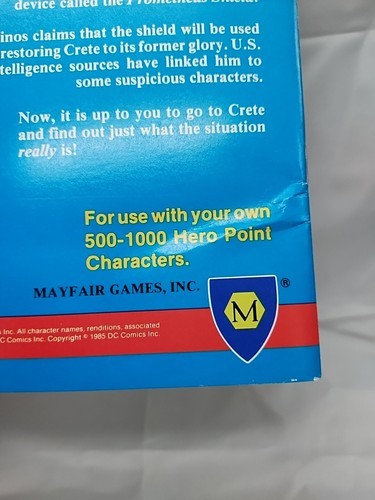 device called the Prometheus Shield.
inos claims that the shield will be used
restoring Crete to its former glory. U.S.
telligence sources have linked him to
some suspicious characters.
Now, it is up to you to go to Crete
and find out just what the situation
really is!
For use with your own
500-1000 Hero Point
Characters.
MAYFAIR GAMES, INC.
M
®
Inc. All character names, renditions, associated
C Comics Inc. Copyright © 1985 DC Comics Inc.